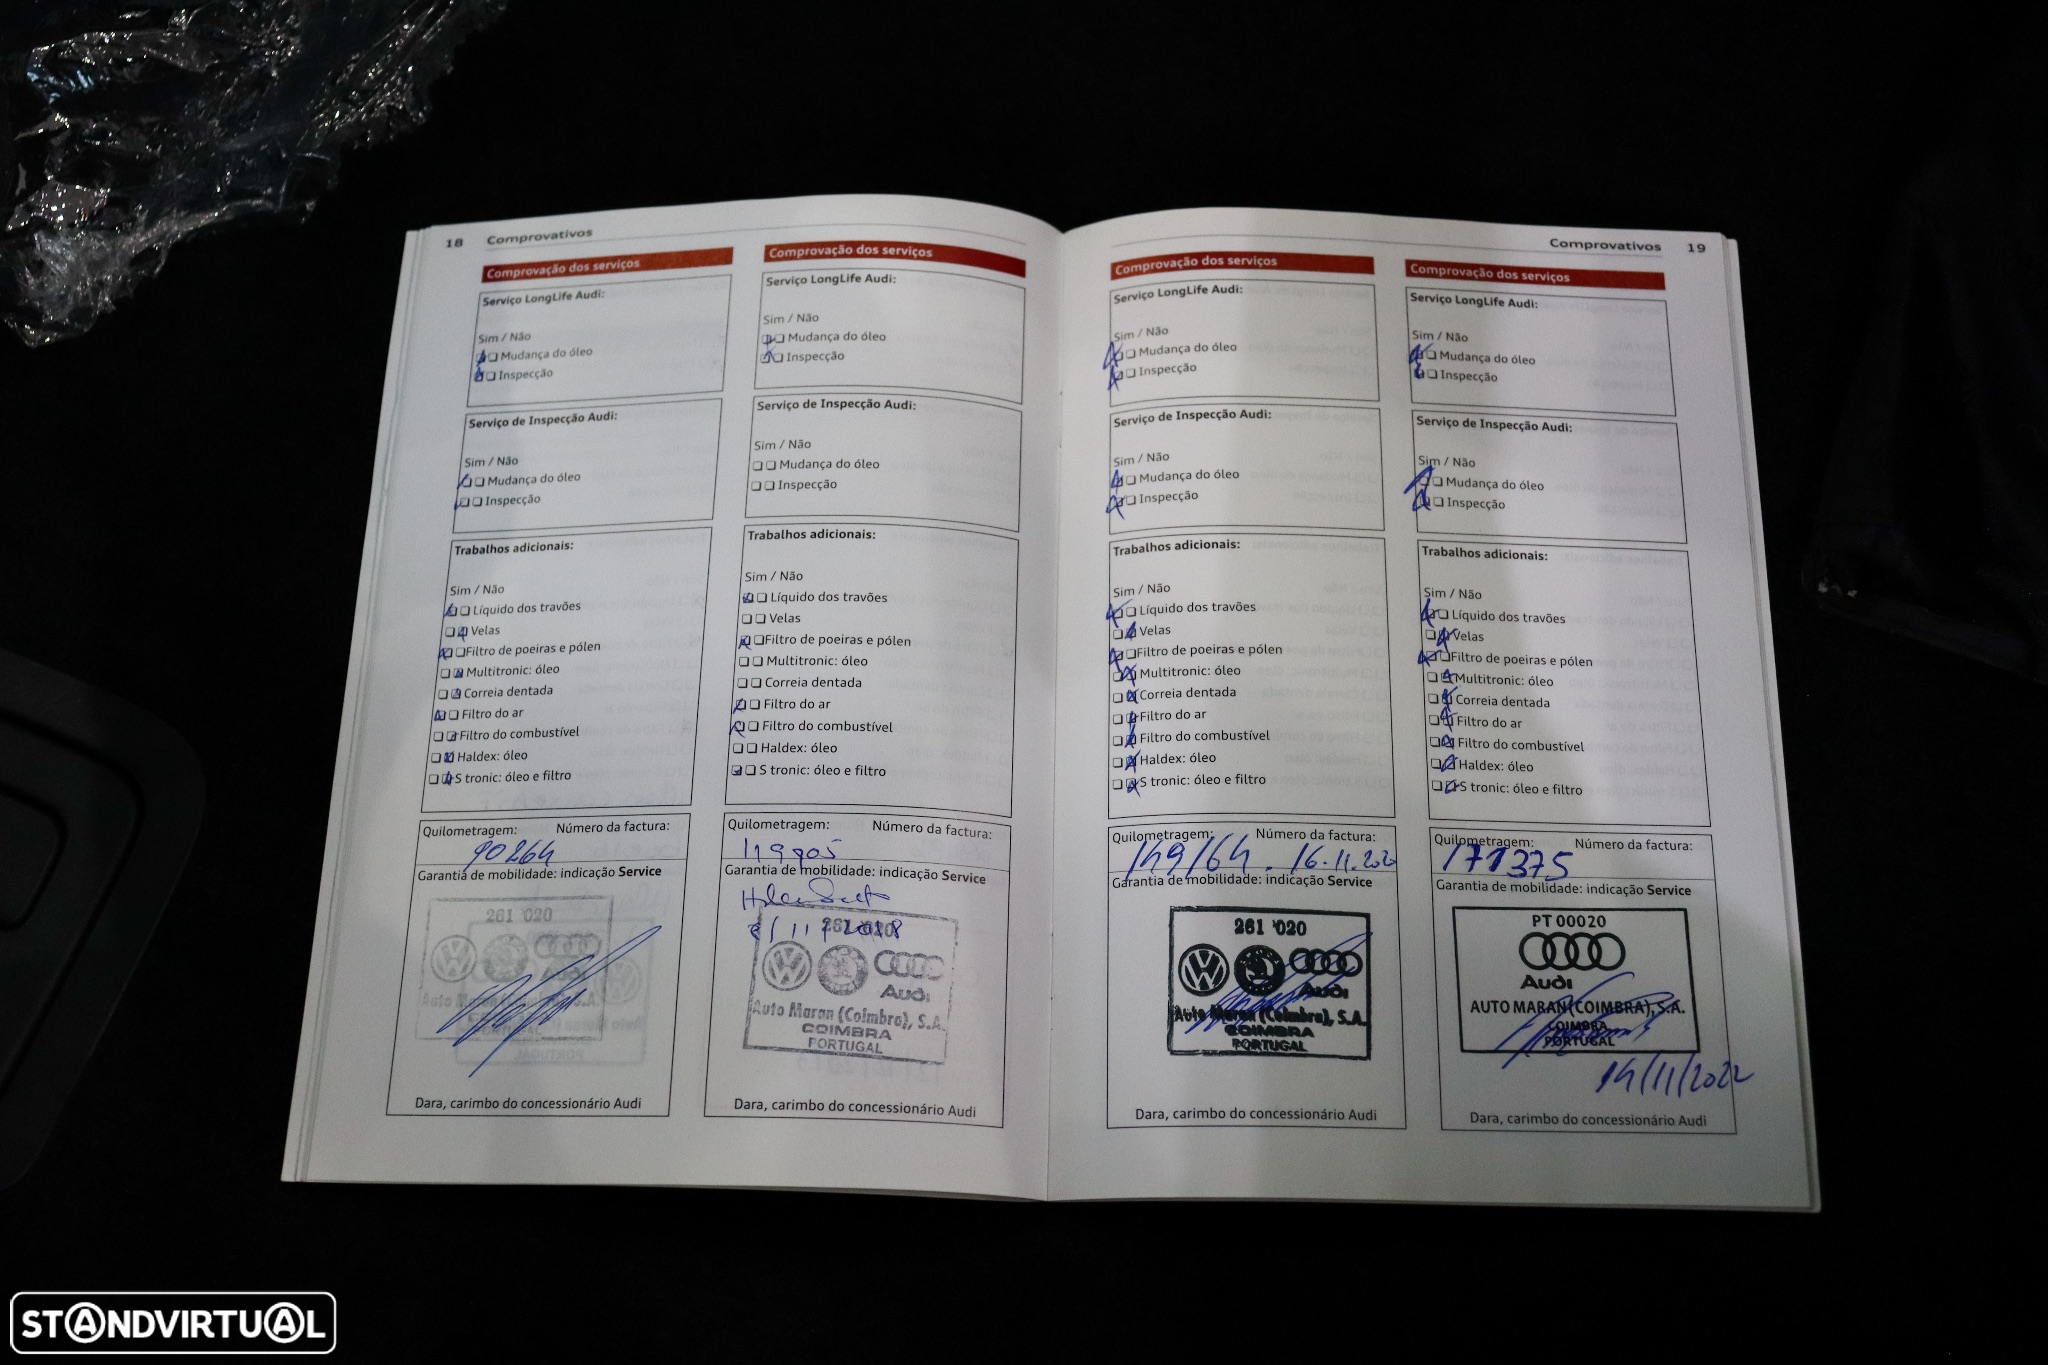 18 Comprovativos
Comprovação dos serviços
Serviço LongLife Audi:
Sim / Não
Mudança do óleo
Inspecção
Serviço de Inspecção Audi:
Sim / Não
Mudança do óleo
Inspecção
Trabalhos adicionais:
Sim / Não
Líquido dos travões
Velas
Filtro de poeiras e pólen
Multitronic: óleo
Correia dentada
Filtro do ar
Filtro do combustível
Haldex: óleo
S tronic: óleo e filtro
Quilometragem: Número da factura:
90264
Garantia de mobilidade: indicação Service
261 020
Dara, carimbo do concessionário Audi
Comprovação dos serviços
Serviço LongLife Audi:
Sim / Não
Mudança do óleo
Inspecção
Serviço de Inspecção Audi:
Sim / Não
Mudança do óleo
Inspecção
Trabalhos adicionais:
Sim / Não
Líquido dos travões
Velas
Filtro de poeiras e pólen
Multitronic: óleo
Correia dentada
Filtro do ar
Filtro do combustível
Haldex: óleo
S tronic: óleo e filtro
Quilometragem: Número da factura:
119905
Garantia de mobilidade: indicação Service
261 020
Audi
Auto Maran (Coimbra), S.A.
COIMBRA
PORTUGAL
Dara, carimbo do concessionário Audi
Comprovativos 19
Comprovação dos serviços
Serviço LongLife Audi:
Sim / Não
Mudança do óleo
Inspecção
Serviço de Inspecção Audi:
Sim / Não
Mudança do óleo
Inspecção
Trabalhos adicionais:
Sim / Não
Líquido dos travões
Velas
Filtro de poeiras e pólen
Multitronic: óleo
Correia dentada
Filtro do ar
Filtro do combustível
Haldex: óleo
S tronic: óleo e filtro
Quilometragem: Número da factura:
149164. 16.11.2020
Garantia de mobilidade: indicação Service
261 020
Audi
Auto Maran (Coimbra), S.A.
COIMBRA
PORTUGAL
Dara, carimbo do concessionário Audi
Comprovação dos serviços
Serviço LongLife Audi:
Sim / Não
Mudança do óleo
Inspecção
Serviço de Inspecção Audi:
Sim / Não
Mudança do óleo
Inspecção
Trabalhos adicionais:
Sim / Não
Líquido dos travões
Velas
Filtro de poeiras e pólen
Multitronic: óleo
Correia dentada
Filtro do ar
Filtro do combustível
Haldex: óleo
S tronic: óleo e filtro
Quilometragem: Número da factura:
171375
Garantia de mobilidade: indicação Service
PT 00020
Audi
AUTO MARAN (COIMBRA), S.A.
COIMBRA
PORTUGAL
14/11/2022
Dara, carimbo do concessionário Audi
STANDVIRTUAL